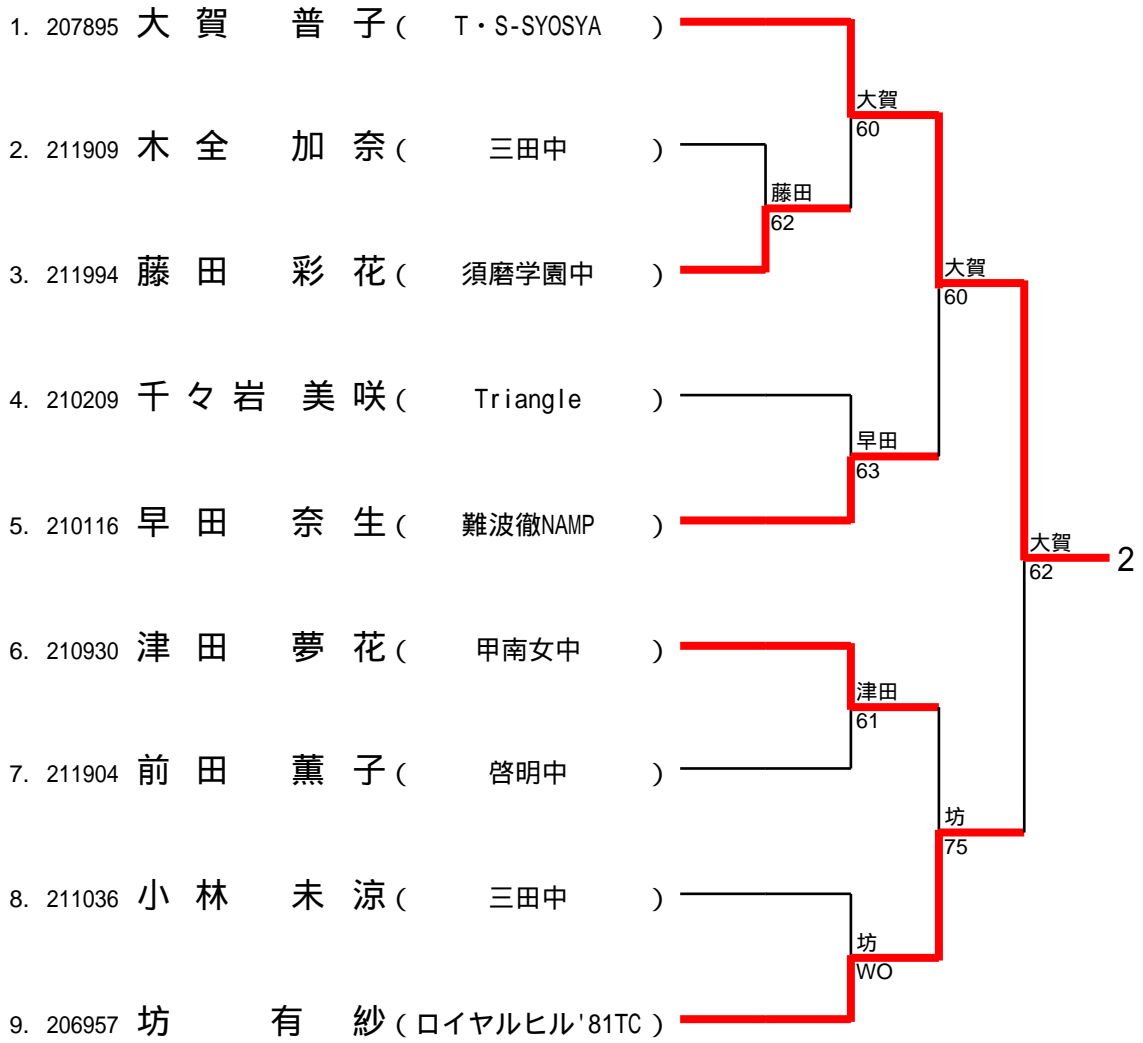 1. 207895 大賀 普子 ( T・S-SYOSYA )
大賀
60
2. 211909 木全 加奈 ( 三田中 )
藤田
62
3. 211994 藤田 彩花 ( 須磨学園中 )
大賀
60
4. 210209 千々岩 美咲 ( Triangle )
早田
63
5. 210116 早田 奈生 ( 難波徹NAMP )
大賀
62
2
6. 210930 津田 夢花 ( 甲南女中 )
津田
61
7. 211904 前田 薫子 ( 啓明中 )
坊
75
8. 211036 小林 未涼 ( 三田中 )
坊
WO
9. 206957 坊 有紗 ( ロイヤルヒル'81TC )